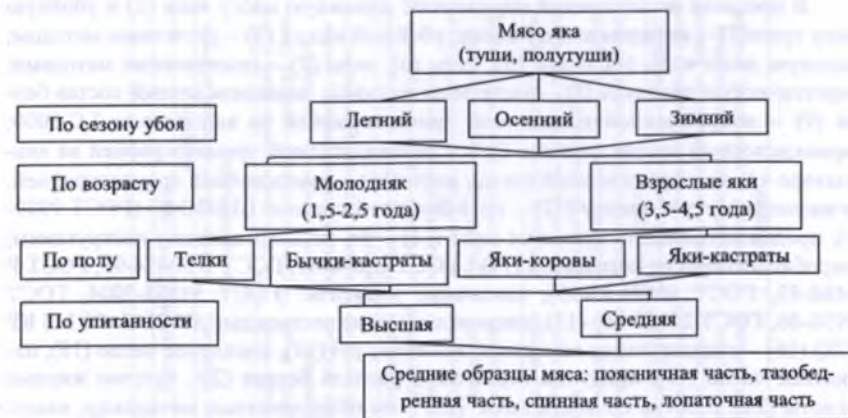 Мясо яка
(туши, полутуши)
По сезону убоя
Летний
Осенний
Зимний
По возрасту
Молодняк
(1,5-2,5 года)
Взрослые яки
(3,5-4,5 года)
По полу
Телки
Бычки-кастраты
Яки-коровы
Яки-кастраты
По упитанности
Высшая
Средняя
Средние образцы мяса: поясничная часть, тазобед-
ренная часть, спинная часть, лопаточная часть